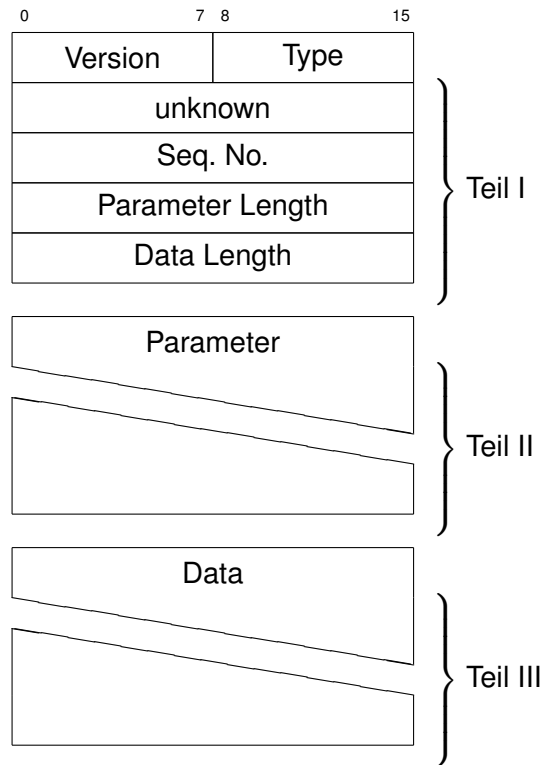 0 7 8 15
Version Type
unknown
Seq. No.
Parameter Length
Data Length
Teil I
Parameter
Teil II
Data
Teil III